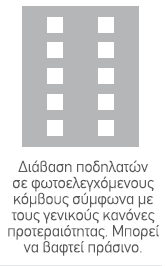 Διάβαση ποδηλατών
σε φωτοελεγχόμενους
κόμβους σύμφωνα με
τους γενικούς κανόνες
προτεραιότητας. Μπορεί
να βαφτεί πράσινο.